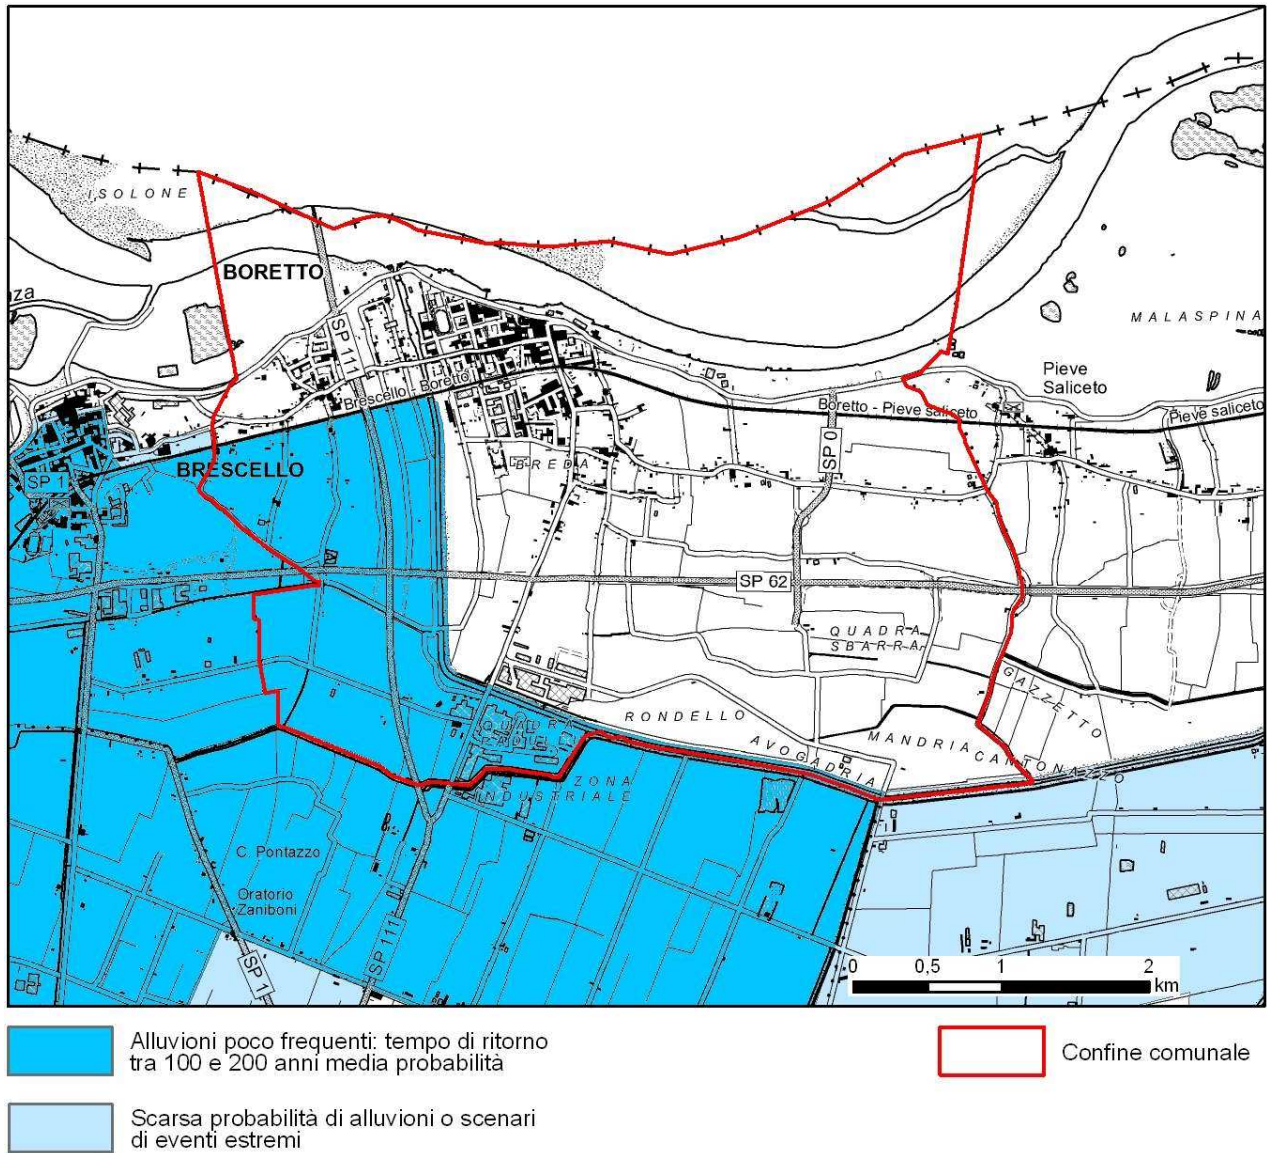 ISOLONE
BORETTO
za
SP 111
MALASPINA
Pieve
Saliceto
Brescello - Boretto
Boretto - Pieve saliceto
Pieve saliceto
SP 0
BREDA
BRESCELLO
SP 1
SP 62
QUADRA
SBARRA
GAZZETTO
RONDELLO
QUADRA
AVOGADRIA
MANDRIA
CANTONAZZO
ZONA
INDUSTRIALE
C. Pontazzo
Oratorio
Zaniboni
SP 111
SP 1
0 0,5 1 2
km
Alluvioni poco frequenti: tempo di ritorno
tra 100 e 200 anni media probabilità
Confine comunale
Scarsa probabilità di alluvioni o scenari
di eventi estremi